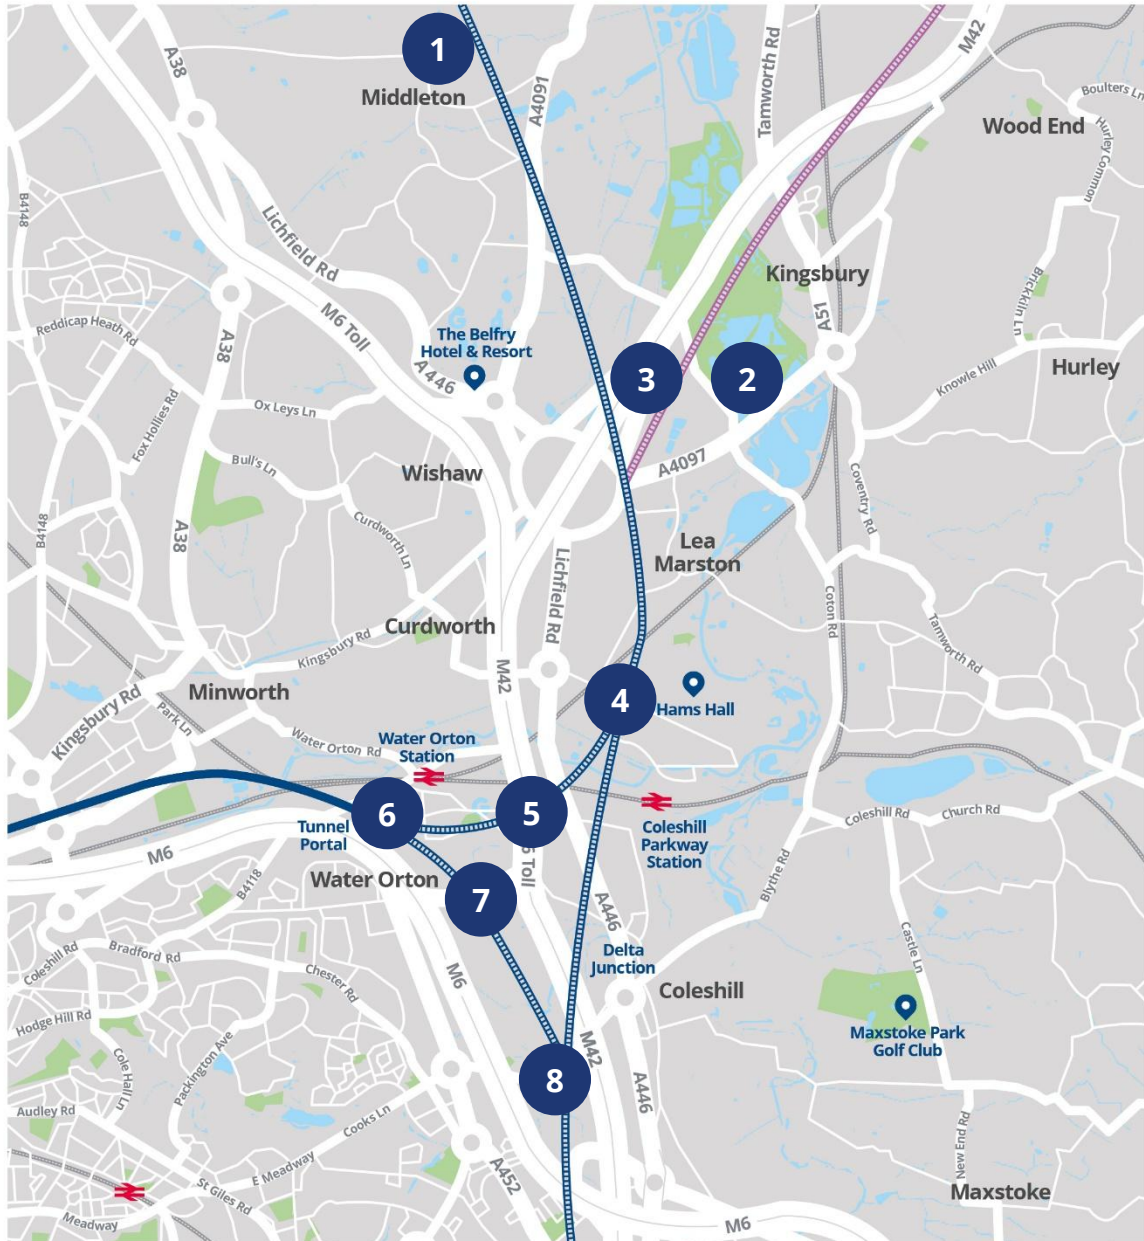 A38
1
Middleton
A4091
Tamworth Rd
M42
Wood End
Boulters Ln
Hurley Common
B4148
Lichfield Rd
Kingsbury
Brickkiln Ln
A51
M6 Toll
Reddicap Heath Rd
A38
The Belfry
Hotel & Resort
A446
3
2
Hurley
Knowle Hill
Ox Leys Ln
Fox Hollies Rd
Bull's Ln
Wishaw
A4097
Coventry Rd
B4148
A38
Curdworth Ln
Lea
Marston
Lichfield Rd
Coton Rd
Tamworth Rd
Curdworth
Kingsbury Rd
M42
Minworth
Kingsbury Rd
Park Ln
4
Hams Hall
Water Orton Rd
Water Orton
Station
6
5
Tunnel
Portal
Coleshill
Parkway
Station
Coleshill Rd
Church Rd
M6
B4118
Water Orton
Toll
7
A446
Blythe Rd
Castle Ln
Coleshill Rd
Bradford Rd
Chester Rd
M6
Delta
Junction
Coleshill
Hodge Hill Rd
Cole Hall Ln
Packington Ave
Maxstoke Park
Golf Club
M42
8
A446
Audley Rd
Cooks Ln
New End Rd
E Meadway
A452
St Giles Rd
Maxstoke
Meadway
M6